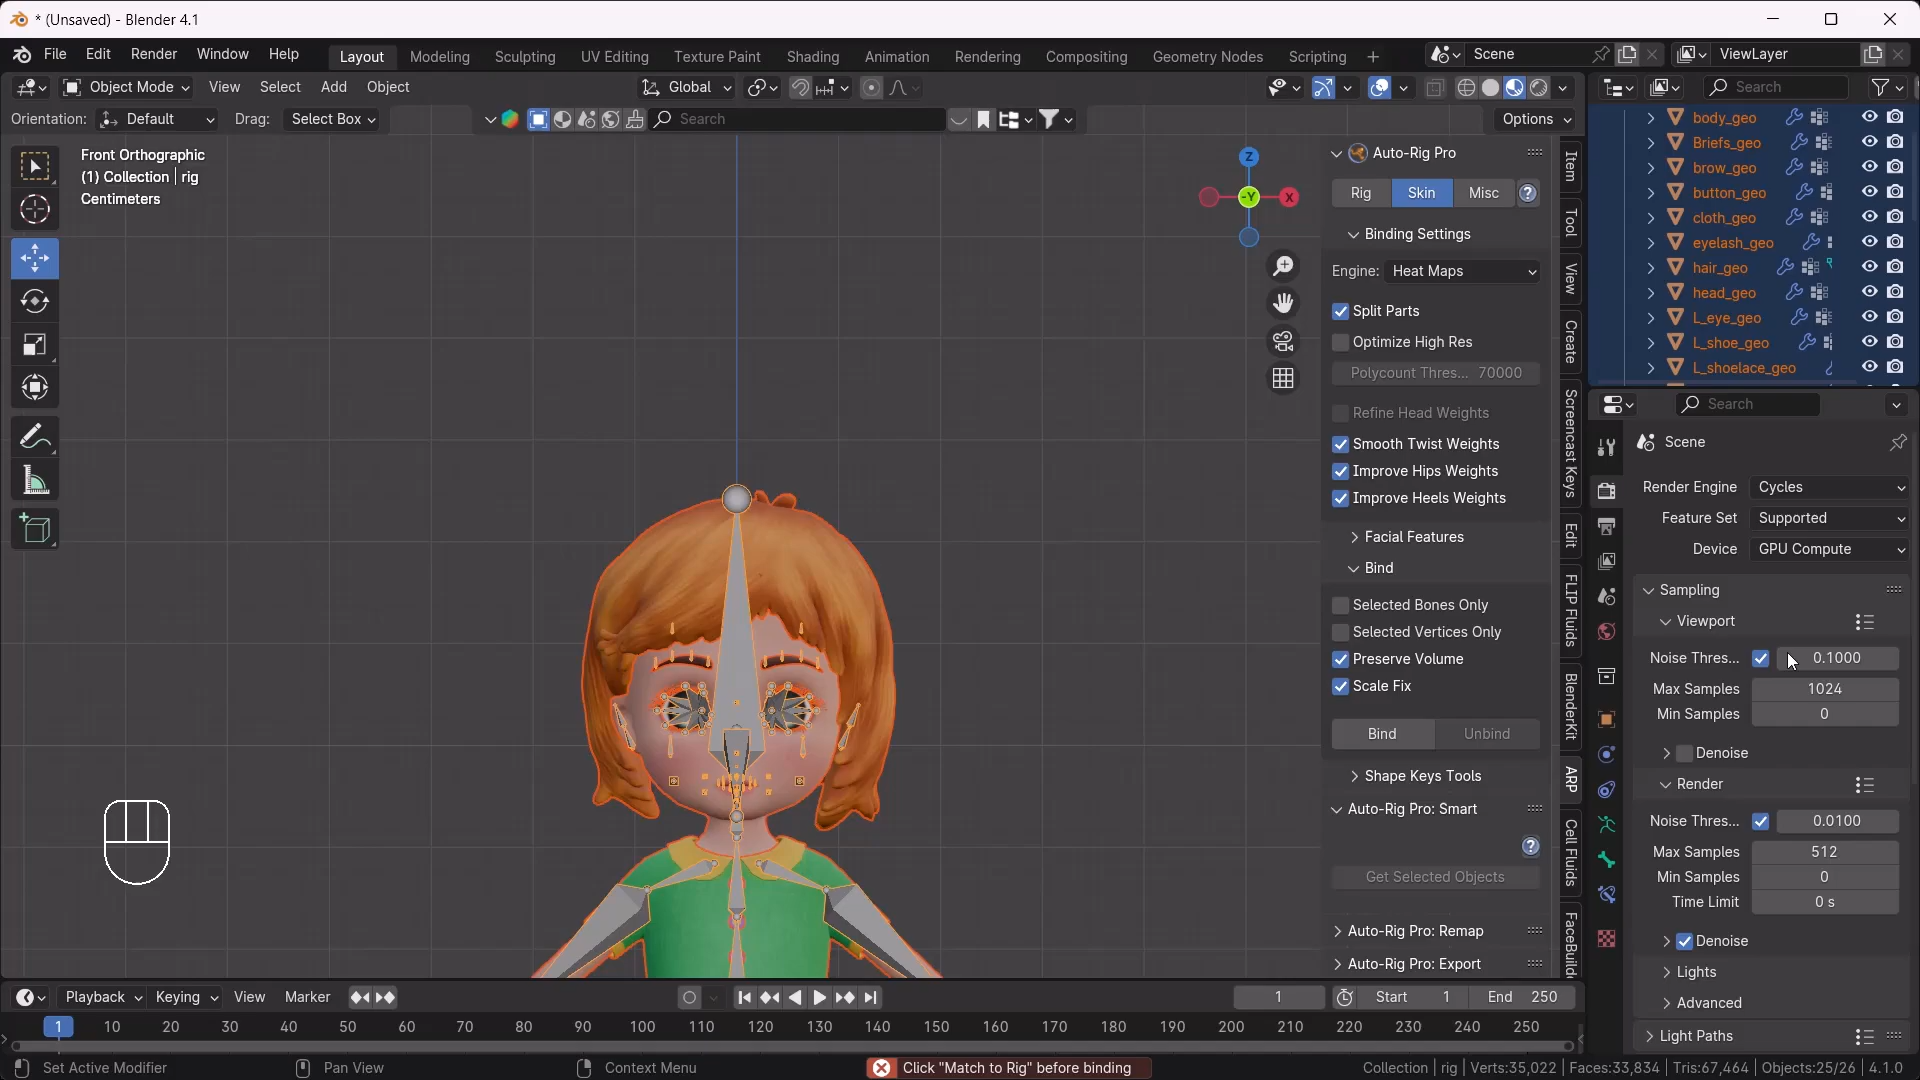 * (Unsaved) - Blender 4.1
File Edit Render Window Help
Layout Modeling Sculpting UV Editing Texture Paint Shading Animation Rendering Compositing Geometry Nodes Scripting +
Scene
ViewLayer
Object Mode View Select Add Object
Global
Search
Orientation: Default Drag: Select Box
Search
Options
Front Orthographic
(1) Collection | rig
Centimeters
Z
-Y
X
Auto-Rig Pro
Rig Skin Misc ?
Binding Settings
Engine: Heat Maps
Split Parts
Optimize High Res
Polycount Thres... 70000
Refine Head Weights
Smooth Twist Weights
Improve Hips Weights
Improve Heels Weights
Facial Features
Bind
Selected Bones Only
Selected Vertices Only
Preserve Volume
Scale Fix
Bind Unbind
Shape Keys Tools
Auto-Rig Pro: Smart
?
Get Selected Objects
Auto-Rig Pro: Remap
Auto-Rig Pro: Export
Item
Tool
View
Create
Screencast Keys
Edit
FLIP Fluids
BlenderKit
ARP
Cell Fluids
FaceBuilde
body_geo
Briefs_geo
brow_geo
button_geo
cloth_geo
eyelash_geo
hair_geo
head_geo
L_eye_geo
L_shoe_geo
L_shoelace_geo
Search
Scene
Render Engine Cycles
Feature Set Supported
Device GPU Compute
Sampling
Viewport
Noise Thres... 0.1000
Max Samples 1024
Min Samples 0
Denoise
Render
Noise Thres... 0.0100
Max Samples 512
Min Samples 0
Time Limit 0 s
Denoise
Lights
Advanced
Light Paths
Playback Keying View Marker
1
Start 1 End 250
1 10 20 30 40 50 60 70 80 90 100 110 120 130 140 150 160 170 180 190 200 210 220 230 240 250
Set Active Modifier Pan View Context Menu
Click "Match to Rig" before binding
Collection | rig | Verts:35,022 | Faces:33,834 | Tris:67,464 | Objects:25/26 | 4.1.0